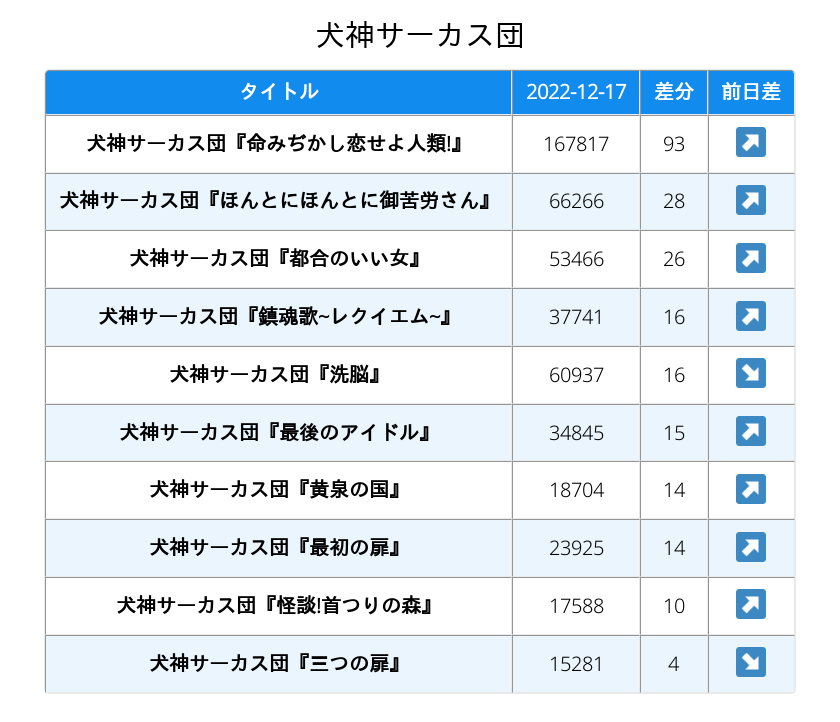 犬神サーカス団
タイトル 2022-12-17 差分 前日差
犬神サーカス団『命みぢかし恋せよ人類!』 167817 93 ↗
犬神サーカス団『ほんとにほんとに御苦労さん』 66266 28 ↗
犬神サーカス団『都合のいい女』 53466 26 ↗
犬神サーカス団『鎮魂歌~レクイエム~』 37741 16 ↗
犬神サーカス団『洗脳』 60937 16 ↘
犬神サーカス団『最後のアイドル』 34845 15 ↗
犬神サーカス団『黄泉の国』 18704 14 ↗
犬神サーカス団『最初の扉』 23925 14 ↗
犬神サーカス団『怪談!首つりの森』 17588 10 ↗
犬神サーカス団『三つの扉』 15281 4 ↘